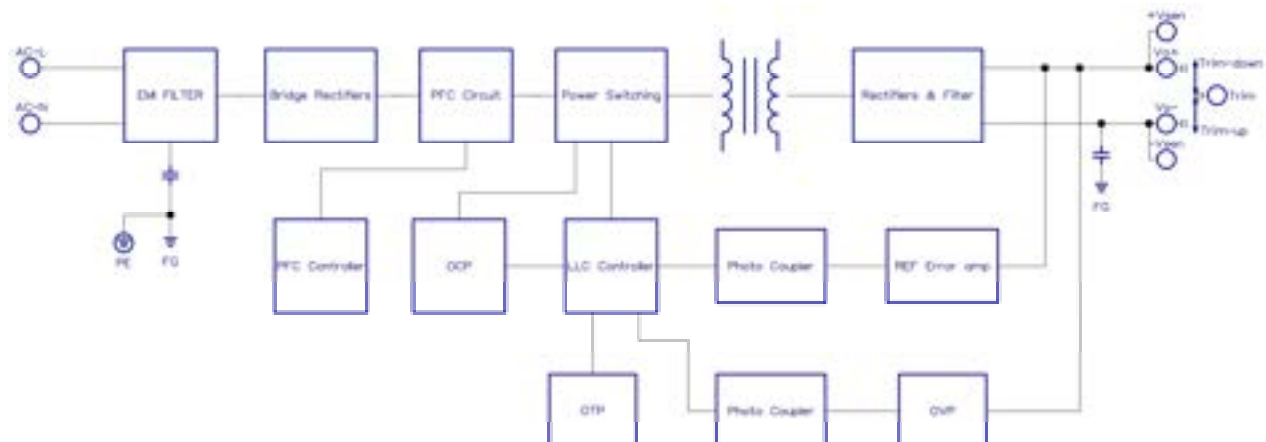 AC-L
AC-N
EMI FILTER
Bridge Rectifiers
PFC Circuit
Power Switching
Rectifiers & Filter
+Vsen
Vo+
Trim-down
Trim
Vo-
Trim-up
-Vsen
FG
PE
FG
PFC Controller
OCP
LLC Controller
Photo Coupler
REF Error amp
OTP
Photo Coupler
OVP